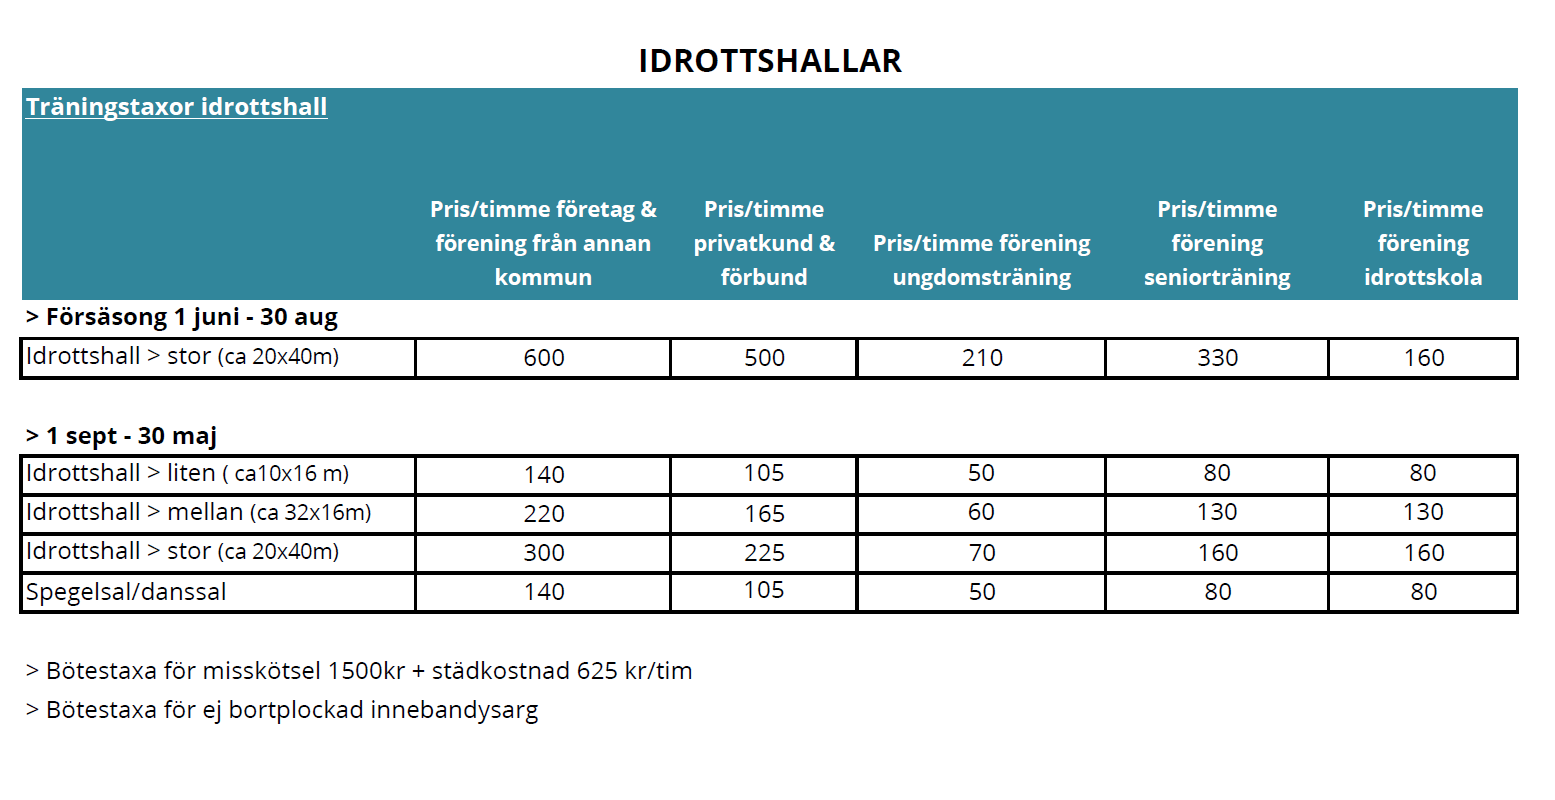 IDROTTSHALLAR
Träningstaxor idrottshall
Pris/timme företag &
förening från annan
kommun
Pris/timme
privatkund &
förbund
Pris/timme förening
ungdomsträning
Pris/timme
förening
seniorträning
Pris/timme
förening
idrottskola
> Försäsong 1 juni - 30 aug
Idrottshall > stor (ca 20x40m) 600 500 210 330 160
> 1 sept - 30 maj
Idrottshall > liten ( ca10x16 m) 140 105 50 80 80
Idrottshall > mellan (ca 32x16m) 220 165 60 130 130
Idrottshall > stor (ca 20x40m) 300 225 70 160 160
Spegelsal/danssal 140 105 50 80 80
> Bötestaxa för misskötsel 1500kr + städkostnad 625 kr/tim
> Bötestaxa för ej bortplockad innebandysarg